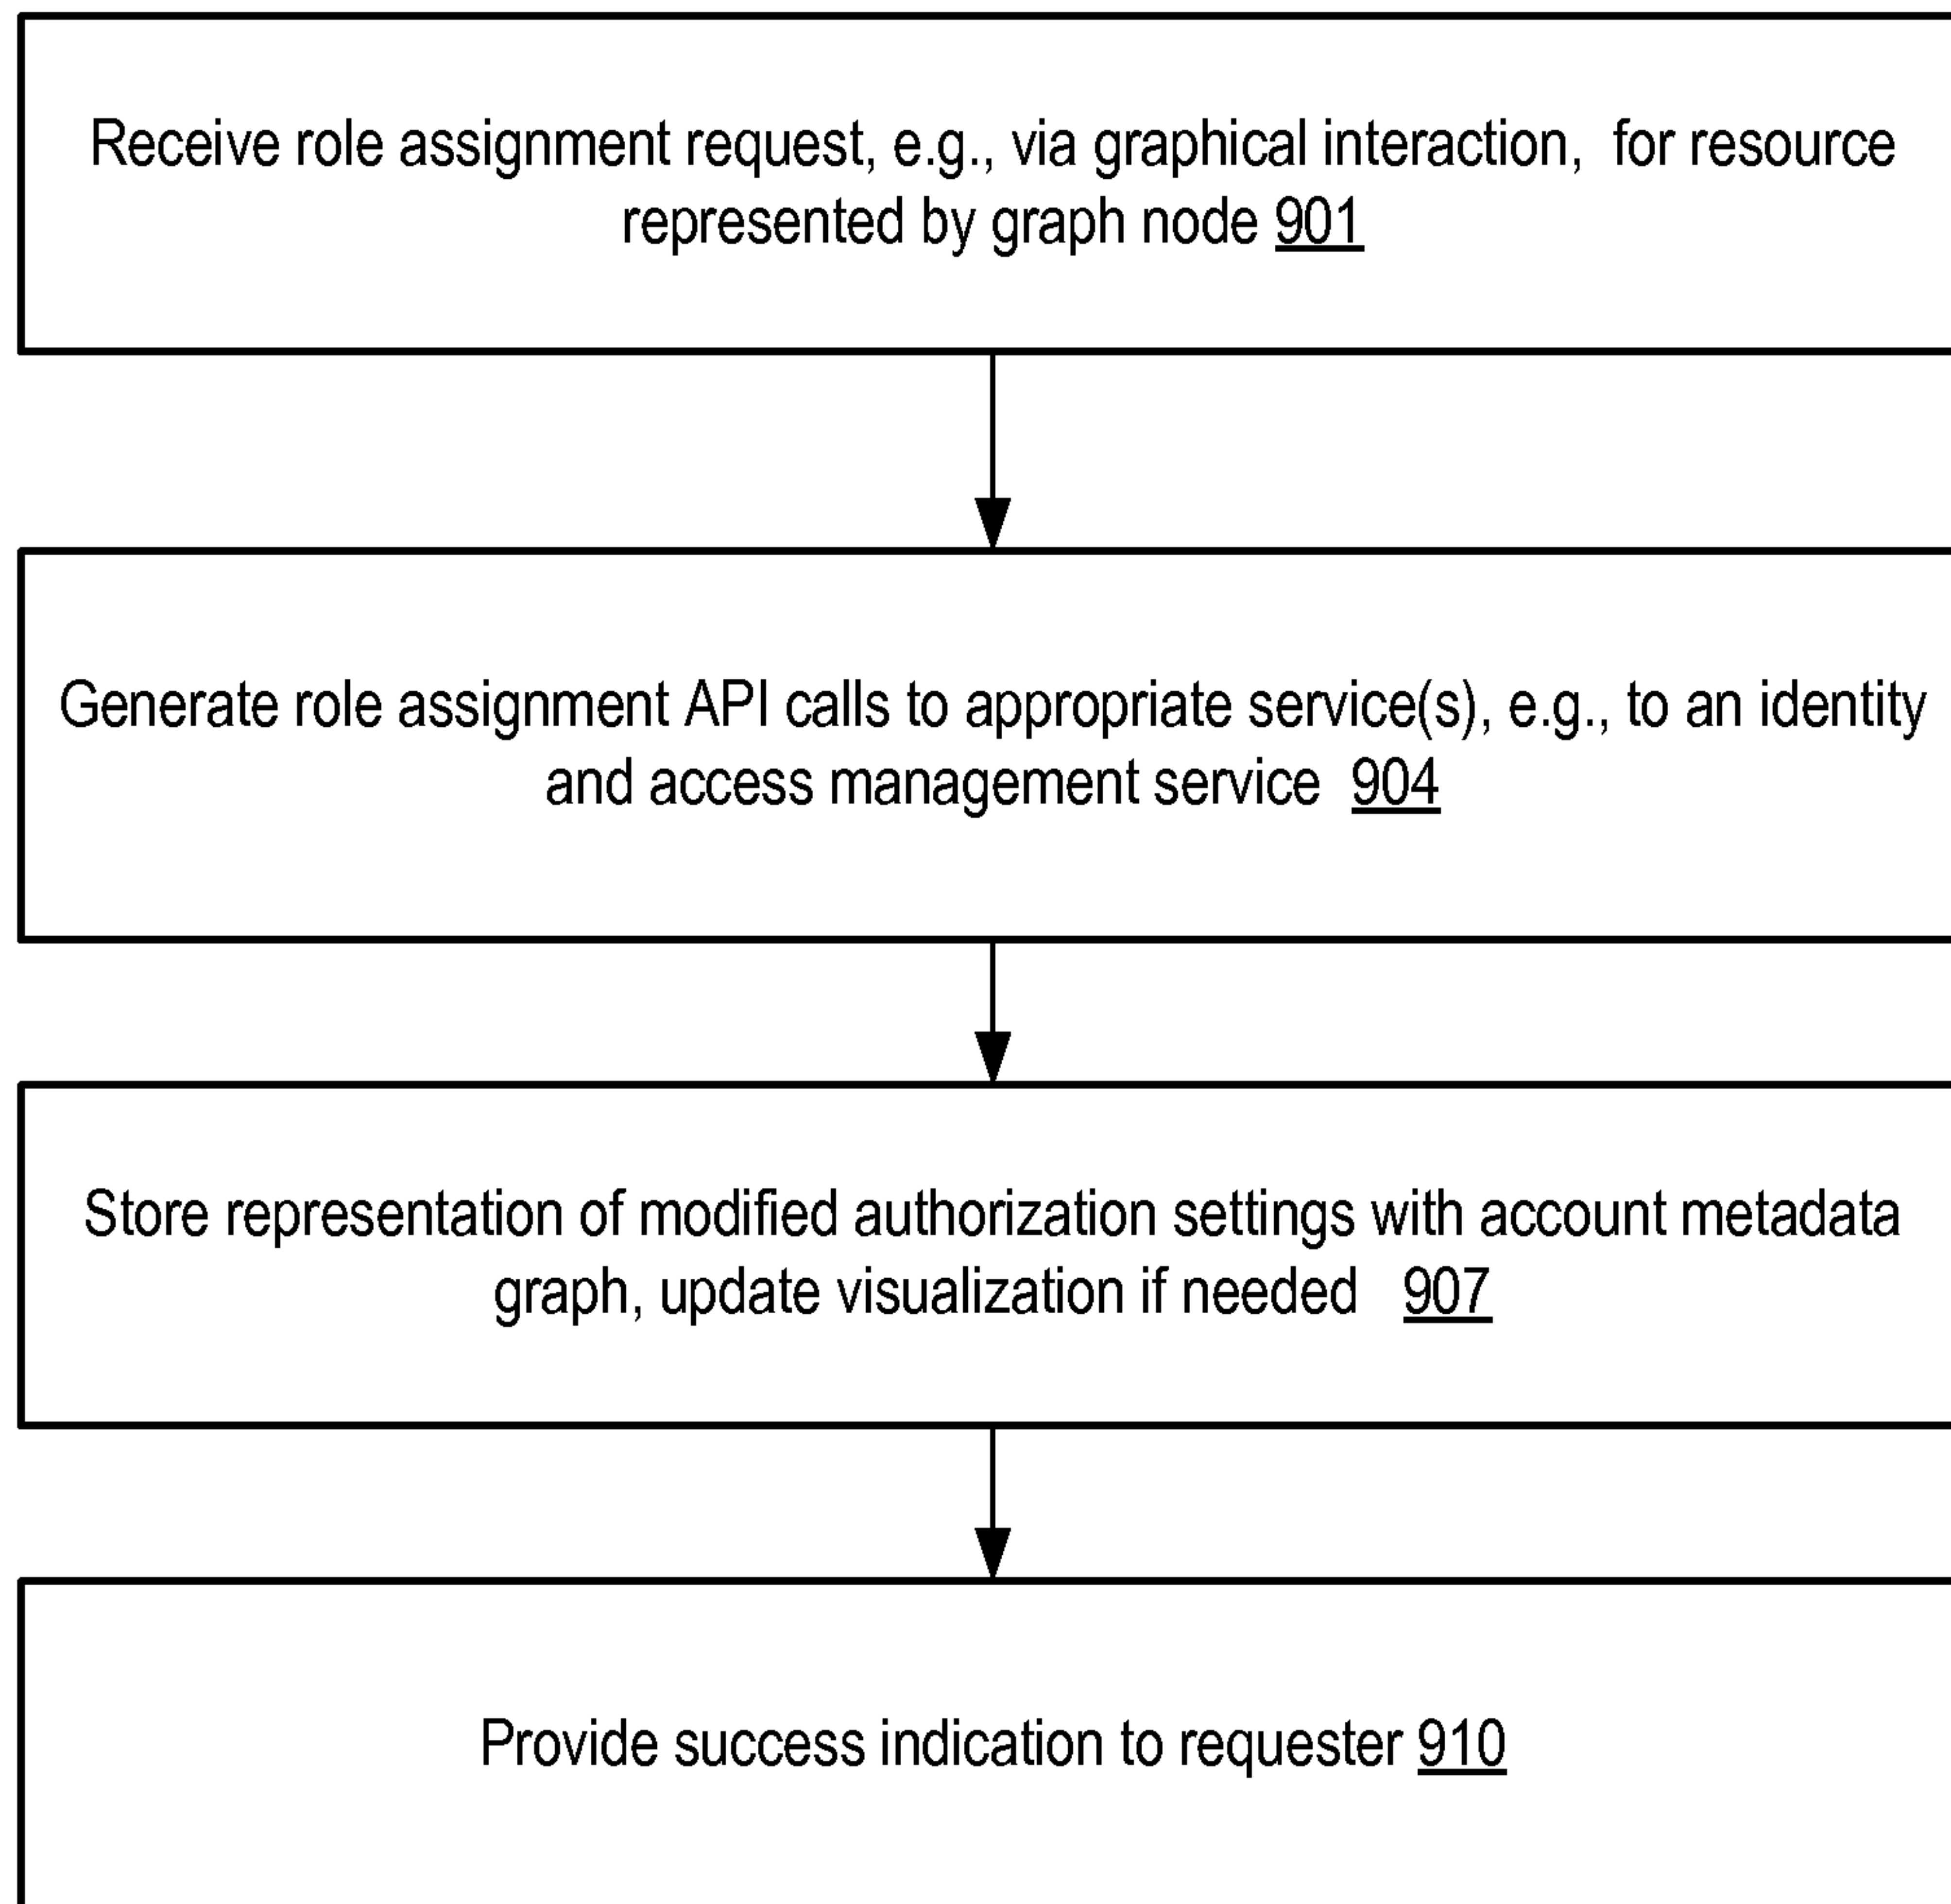 Receive role assignment request, e.g., via graphical interaction, for resource
represented by graph node 901
Generate role assignment API calls to appropriate service(s), e.g., to an identity
and access management service 904
Store representation of modified authorization settings with account metadata
graph, update visualization if needed 907
Provide success indication to requester 910